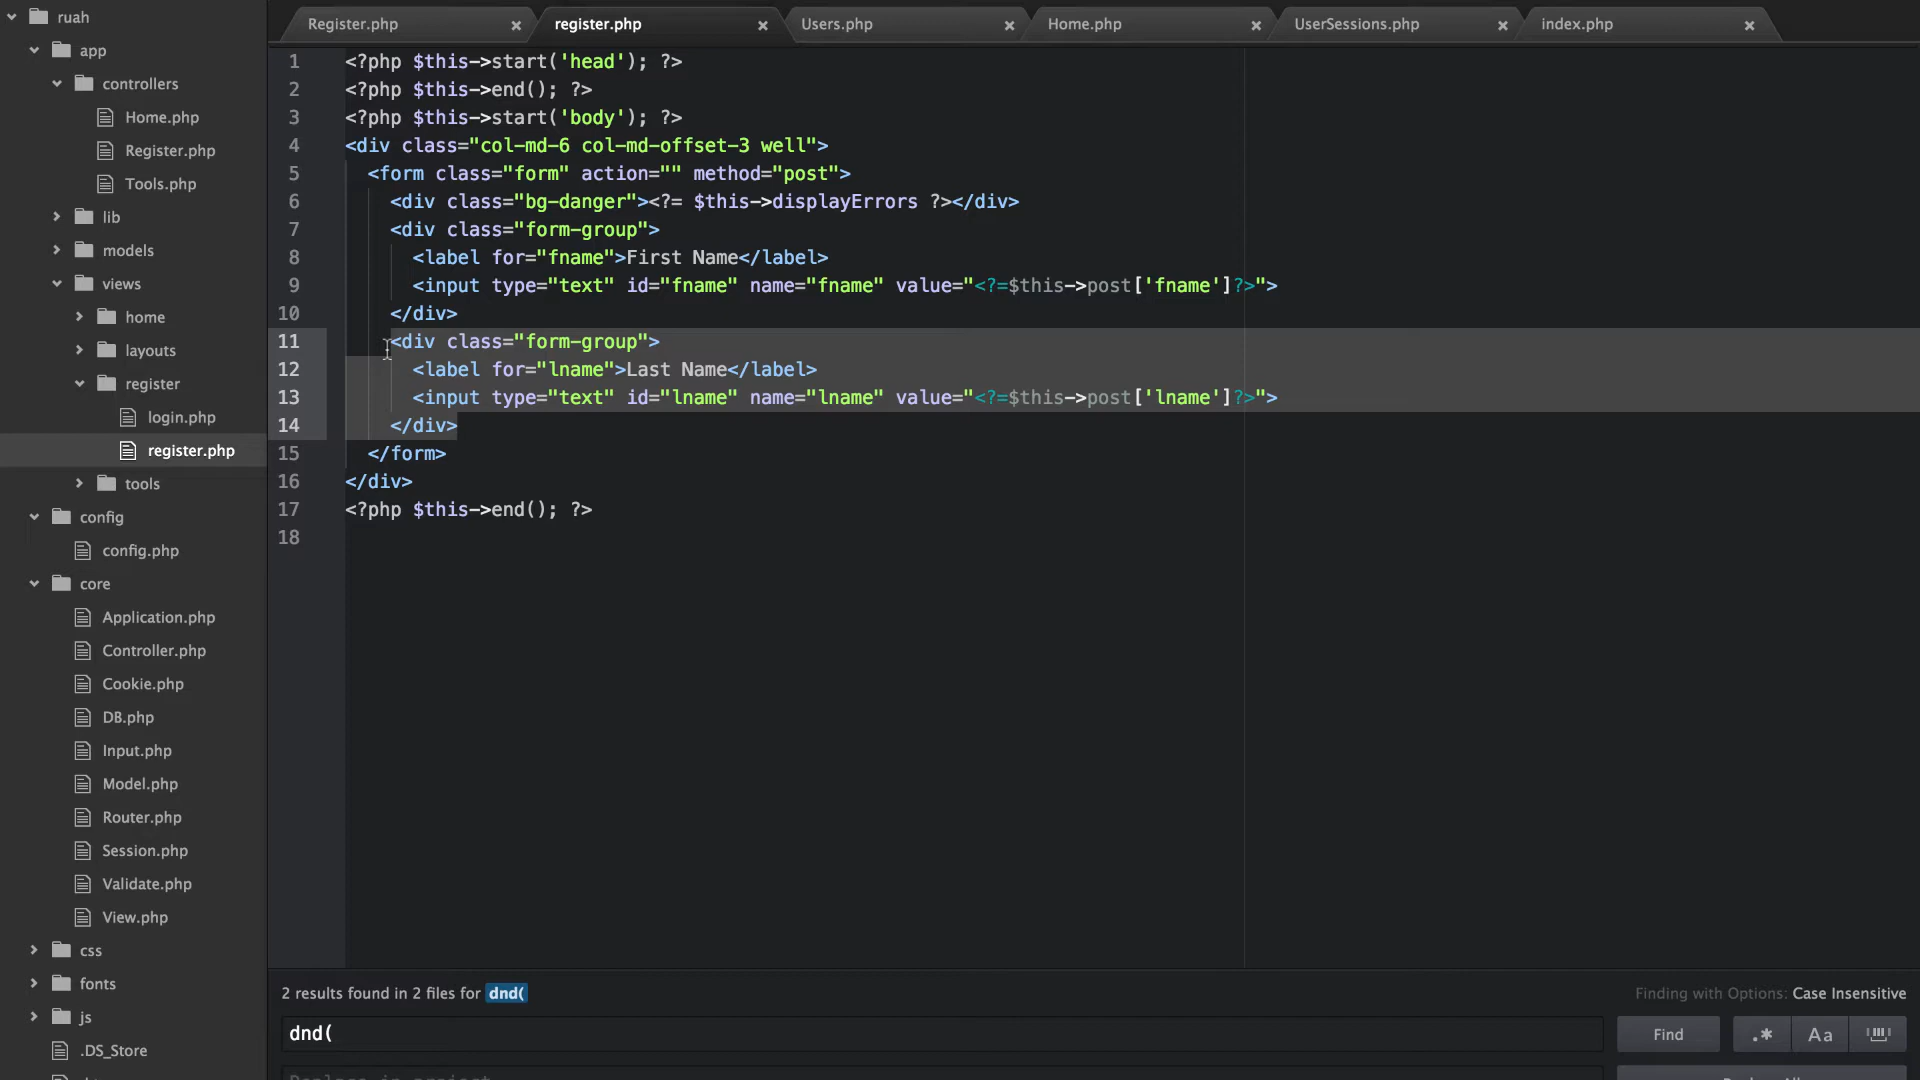 ruah
app
controllers
Home.php
Register.php
Tools.php
lib
models
views
home
layouts
register
login.php
register.php
tools
config
config.php
core
Application.php
Controller.php
Cookie.php
DB.php
Input.php
Model.php
Router.php
Session.php
Validate.php
View.php
css
fonts
js
.DS_Store
Register.php × register.php × Users.php × Home.php × UserSessions.php × index.php ×
1 <?php $this->start('head'); ?>
2 <?php $this->end(); ?>
3 <?php $this->start('body'); ?>
4 <div class="col-md-6 col-md-offset-3 well">
5 <form class="form" action="" method="post">
6 <div class="bg-danger"><?= $this->displayErrors ?></div>
7 <div class="form-group">
8 <label for="fname">First Name</label>
9 <input type="text" id="fname" name="fname" value="<?=$this->post['fname']?>">
10 </div>
11 <div class="form-group">
12 <label for="lname">Last Name</label>
13 <input type="text" id="lname" name="lname" value="<?=$this->post['lname']?>">
14 </div>
15 </form>
16 </div>
17 <?php $this->end(); ?>
18
2 results found in 2 files for dnd( Finding with Options: Case Insensitive
dnd( Find .* Aa